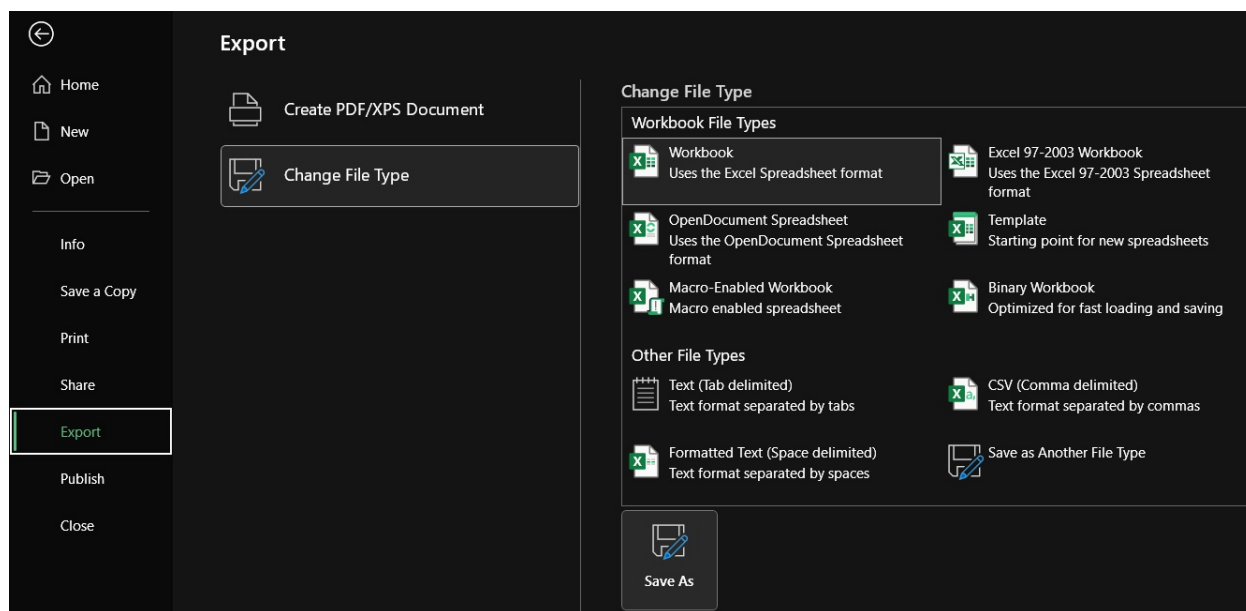 Home
New
Open
Info
Save a Copy
Print
Share
Export
Publish
Close
Export
Create PDF/XPS Document
Change File Type
Change File Type
Workbook File Types
Workbook
Uses the Excel Spreadsheet format
Excel 97-2003 Workbook
Uses the Excel 97-2003 Spreadsheet
format
OpenDocument Spreadsheet
Uses the OpenDocument Spreadsheet
format
Template
Starting point for new spreadsheets
Macro-Enabled Workbook
Macro enabled spreadsheet
Binary Workbook
Optimized for fast loading and saving
Other File Types
Text (Tab delimited)
Text format separated by tabs
CSV (Comma delimited)
Text format separated by commas
Formatted Text (Space delimited)
Text format separated by spaces
Save as Another File Type
Save As